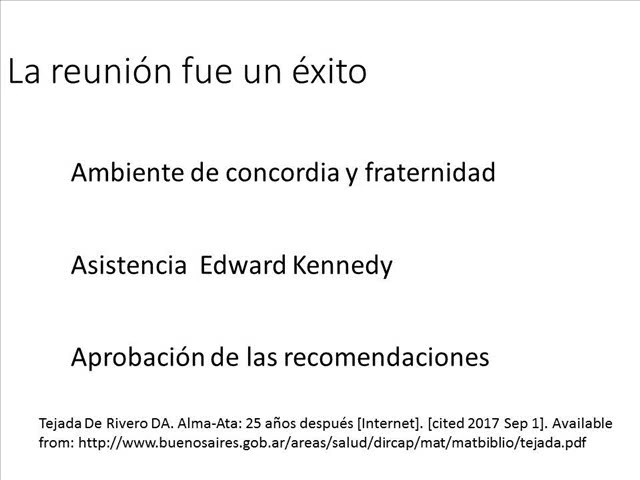 La reunión fue un éxito
Ambiente de concordia y fraternidad
Asistencia  Edward Kennedy
Aprobación de las recomendaciones
Tejada De Rivero DA. Alma-Ata: 25 años después [Internet]. [cited 2017 Sep 1]. Available
from: http://www.buenosaires.gob.ar/areas/salud/dircap/mat/matbiblio/tejada.pdf